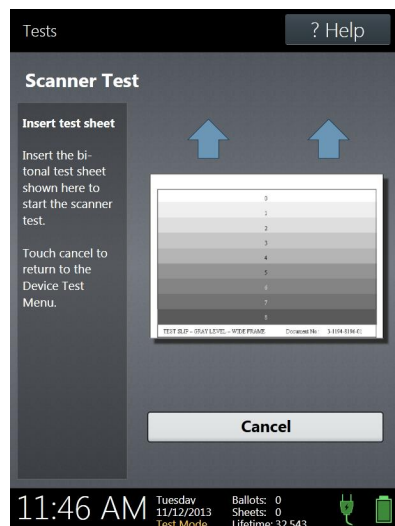 Tests
? Help
Scanner Test
Insert test sheet
Insert the bi-
tonal test sheet
shown here to
start the scanner
test.
Touch cancel to
return to the
Device Test
Menu.
0
1
2
3
4
5
6
7
8
TEST SLIP – GRAY LEVEL – WIDE FRAME Document No:
Cancel
11:46 AM
Tuesday
11/12/2013
Test Mode
Ballots: 0
Sheets: 0
Lifetime: 32,543